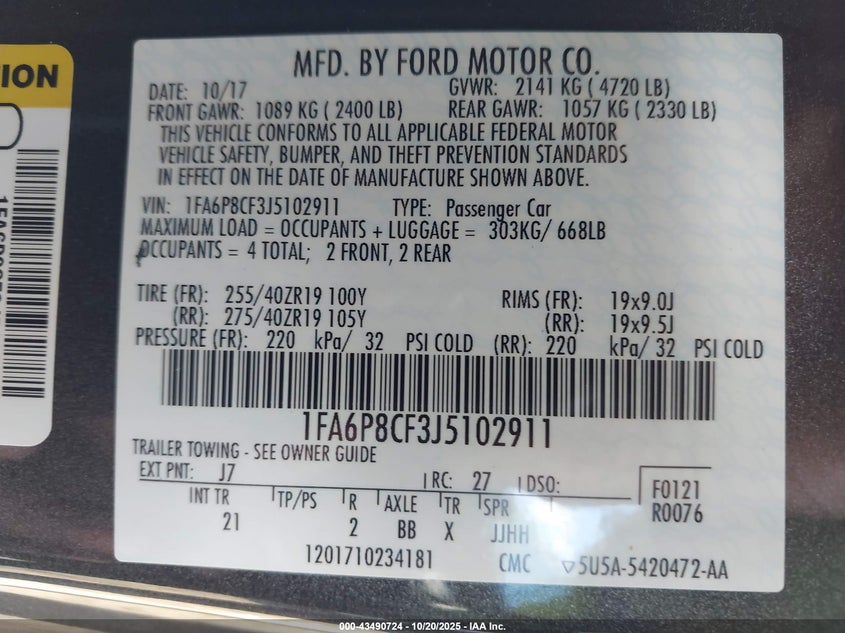 TION
MFD. BY FORD MOTOR CO.
DATE: 10/17 GVWR: 2141 KG ( 4720 LB)
FRONT GAWR: 1089 KG ( 2400 LB) REAR GAWR: 1057 KG ( 2330 LB)
THIS VEHICLE CONFORMS TO ALL APPLICABLE FEDERAL MOTOR
VEHICLE SAFETY, BUMPER, AND THEFT PREVENTION STANDARDS
IN EFFECT ON THE DATE OF MANUFACTURE SHOWN ABOVE.
VIN: 1FA6P8CF3J5102911 TYPE: Passenger Car
MAXIMUM LOAD = OCCUPANTS + LUGGAGE = 303KG/ 668LB
OCCUPANTS = 4 TOTAL; 2 FRONT, 2 REAR
TIRE (FR): 255/40ZR19 100Y RIMS (FR): 19x9.0J
(RR): 275/40ZR19 105Y (RR): 19x9.5J
PRESSURE (FR): 220 kPa/ 32 PSI COLD (RR): 220 kPa/ 32 PSI COLD
1FA6P8CF3J5102911
TRAILER TOWING - SEE OWNER GUIDE
EXT PNT: J7 RC: 27 DSO: F0121
R0076
INT TR TP/PS R AXLE TR SPR
21 2 BB X JJHH
1201710234181 CMC ▽5U5A-5420472-AA
000-43490724 - 10/20/2025 - IAA Inc.